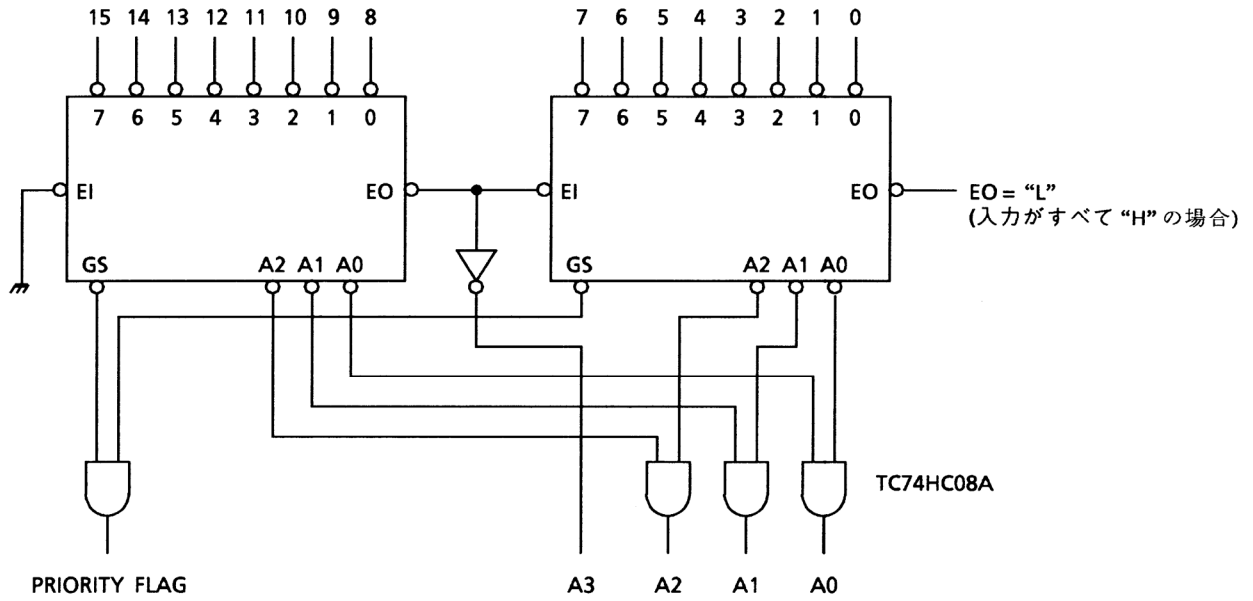 15 14 13 12 11 10 9 8
7 6 5 4 3 2 1 0
7 6 5 4 3 2 1 0
7 6 5 4 3 2 1 0
EI
EO
EI
EO
EO = “L”
(入力がすべて “H” の場合)
GS
A2 A1 A0
GS
A2 A1 A0
TC74HC08A
PRIORITY FLAG
A3
A2
A1
A0